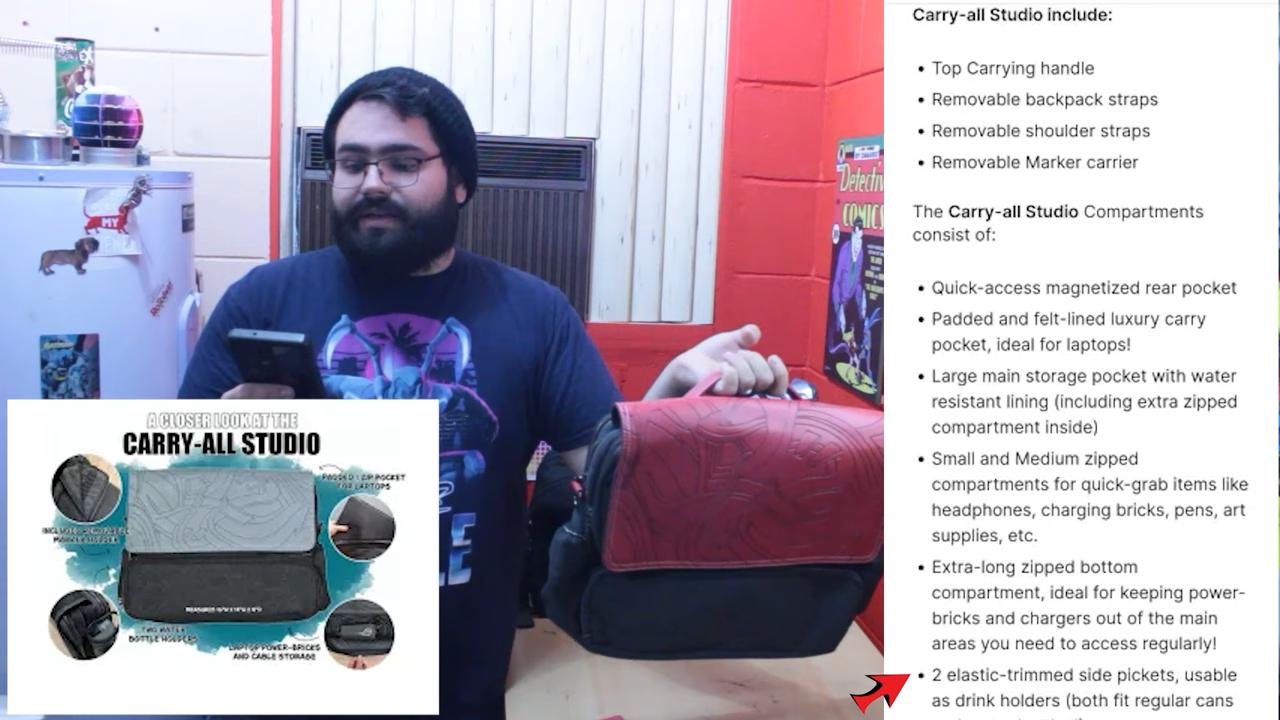 MY
Detective
COMICS
A CLOSER LOOK AT THE
CARRY-ALL STUDIO
PADDED / ZIP POCKET
FOR LAPTOPS
INCLUDED REMOVABLE
MARKER HOLDER
TWO WATER
BOTTLE HOLDERS
LAPTOP POWER-BRICKS
AND CABLE STORAGE
Carry-all Studio include:
• Top Carrying handle
• Removable backpack straps
• Removable shoulder straps
• Removable Marker carrier
The Carry-all Studio Compartments
consist of:
• Quick-access magnetized rear pocket
• Padded and felt-lined luxury carry
pocket, ideal for laptops!
• Large main storage pocket with water
resistant lining (including extra zipped
compartment inside)
• Small and Medium zipped
compartments for quick-grab items like
headphones, charging bricks, pens, art
supplies, etc.
• Extra-long zipped bottom
compartment, ideal for keeping power-
bricks and chargers out of the main
areas you need to access regularly!
• 2 elastic-trimmed side pickets, usable
as drink holders (both fit regular cans